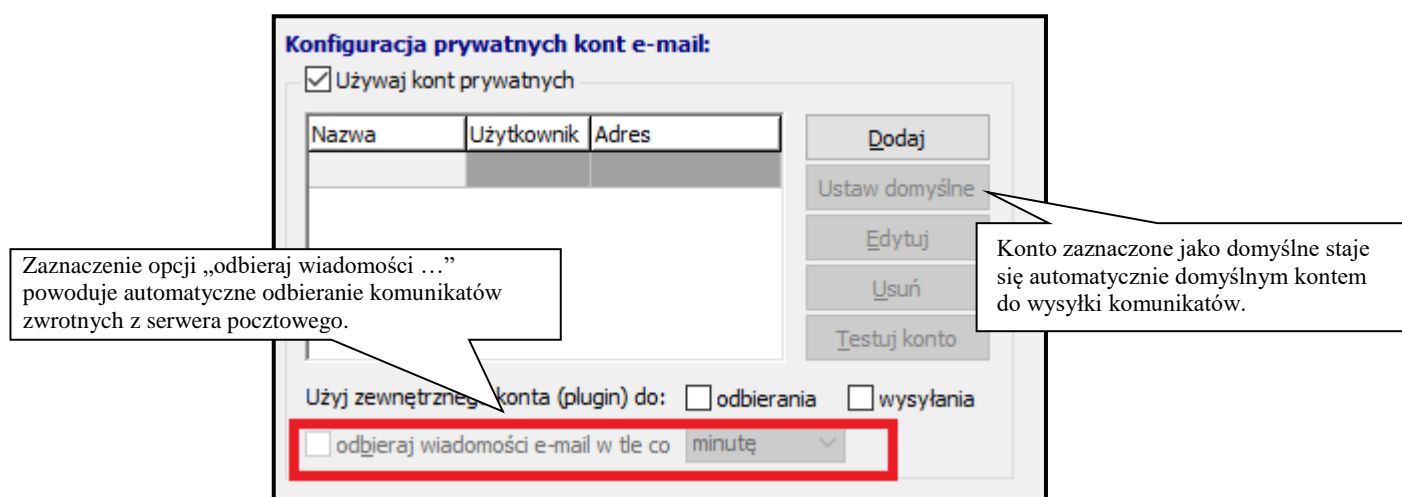 Konfiguracja prywatnych kont e-mail:
Używaj kont prywatnych
Nazwa Użytkownik Adres
Dodaj
Ustaw domyślne
Edytuj
Usuń
Testuj konto
Konto zaznaczone jako domyślne staje
się automatycznie domyślnym kontem
do wysyłki komunikatów.
Zaznaczenie opcji „odbieraj wiadomości …”
powoduje automatyczne odbieranie komunikatów
zwrotnych z serwera pocztowego.
Użyj zewnętrznego konta (plugin) do: odbierania wysyłania
odbieraj wiadomości e-mail w tle co minutę